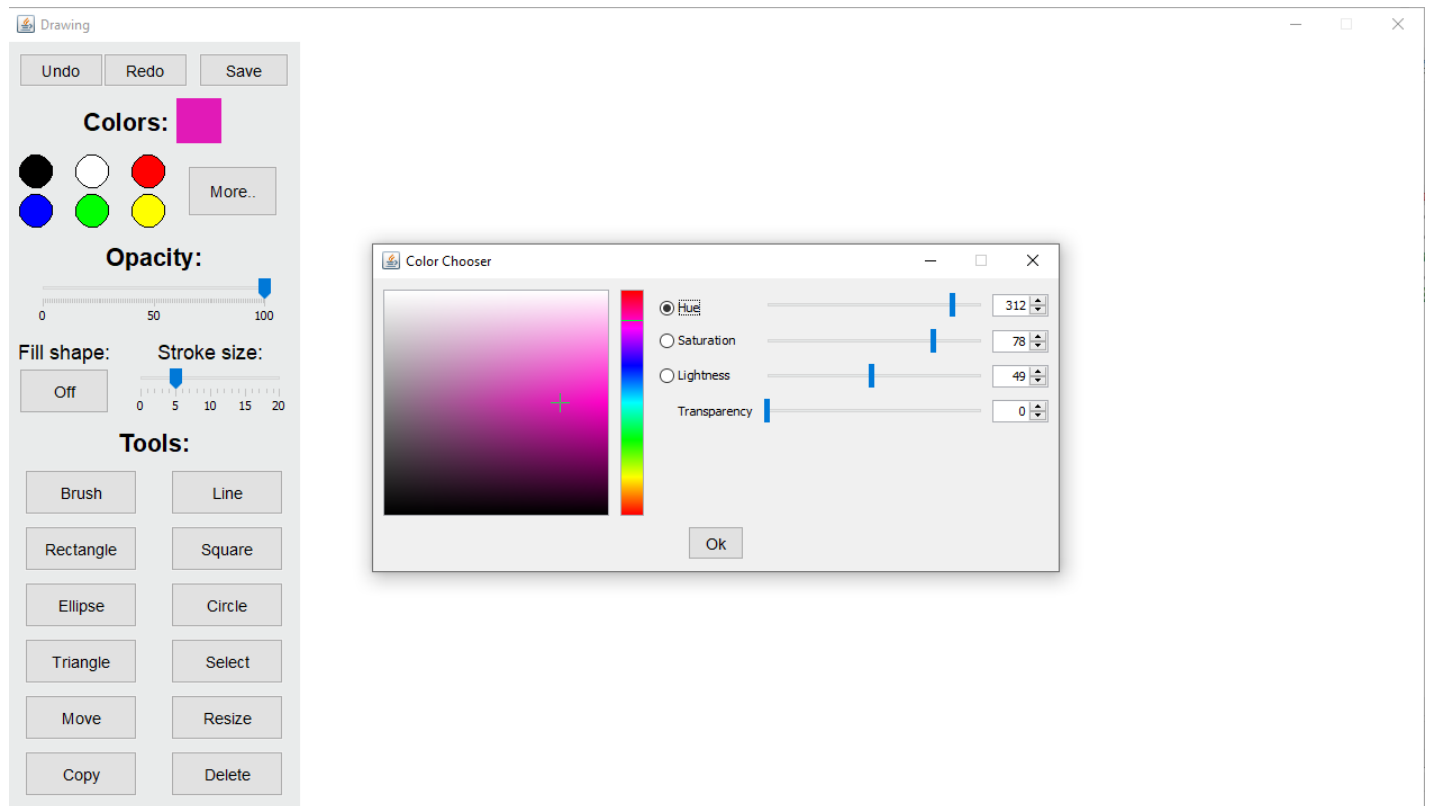 Drawing
Undo Redo Save
Colors:
More..
Opacity:
0 50 100
Fill shape: Stroke size:
Off
0 5 10 15 20
Tools:
Brush Line
Rectangle Square
Ellipse Circle
Triangle Select
Move Resize
Copy Delete
Color Chooser
Hue 312
Saturation 78
Lightness 49
Transparency 0
Ok